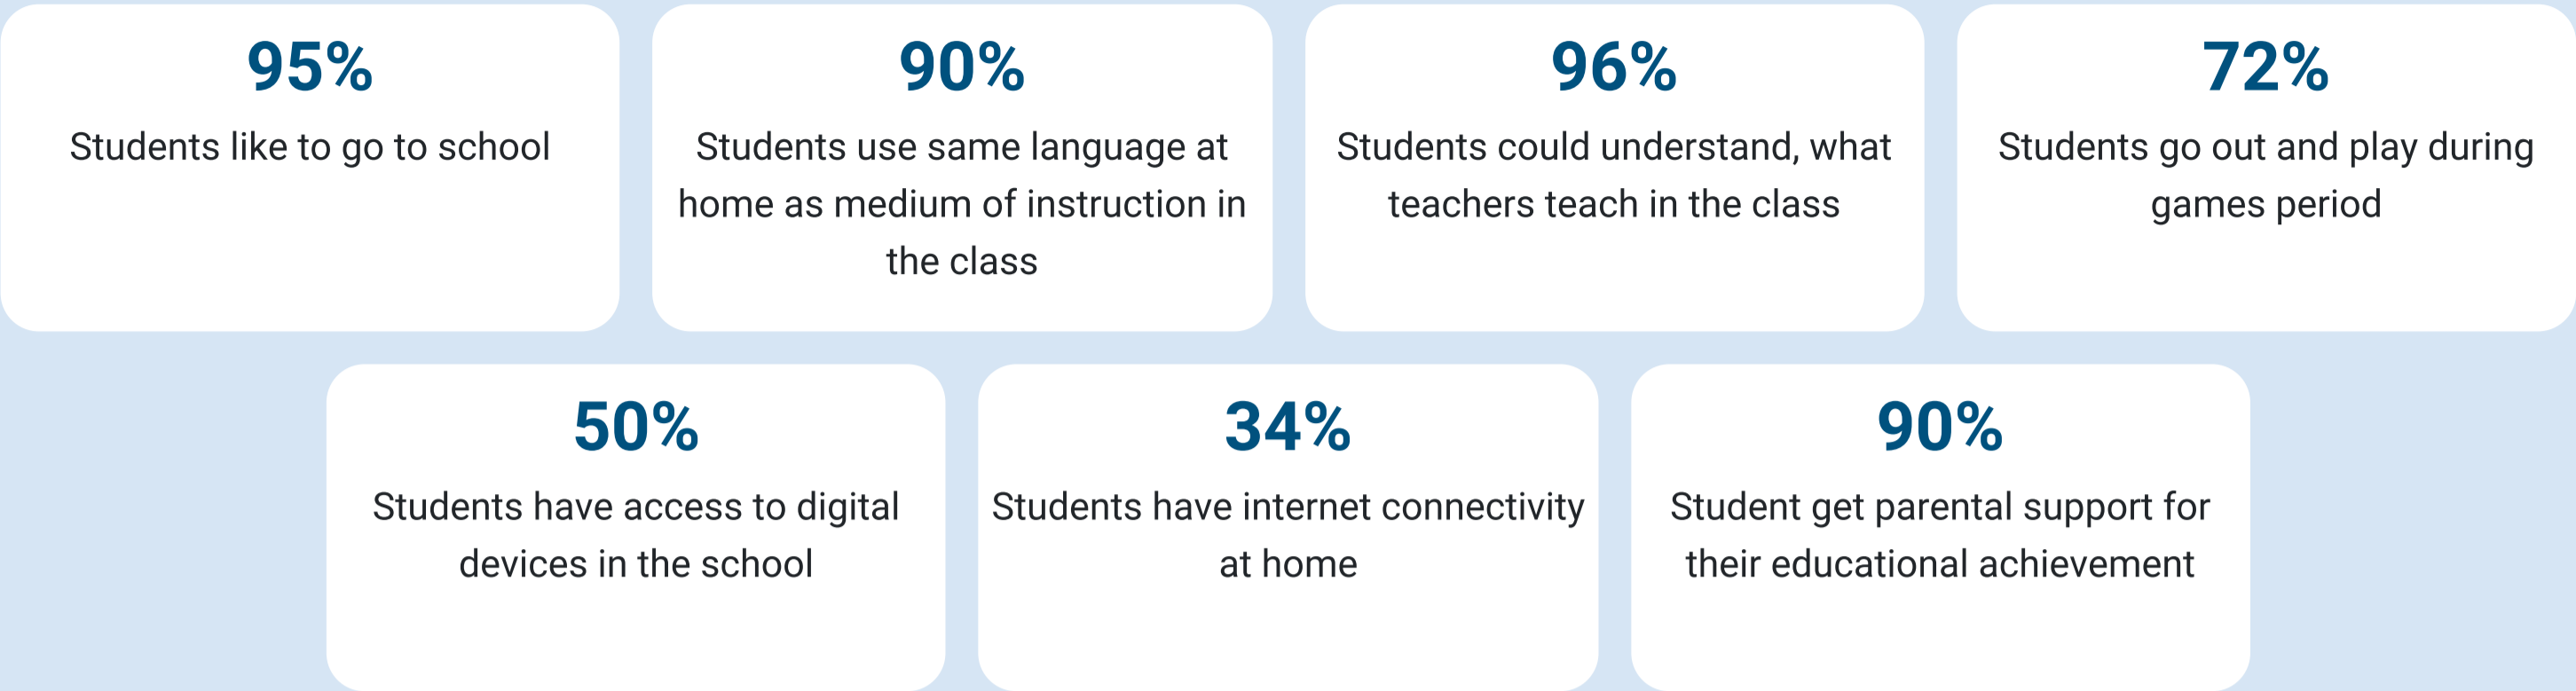 95%
Students like to go to school
90%
Students use same language at
home as medium of instruction in
the class
96%
Students could understand, what
teachers teach in the class
72%
Students go out and play during
games period
50%
Students have access to digital
devices in the school
34%
Students have internet connectivity
at home
90%
Student get parental support for
their educational achievement